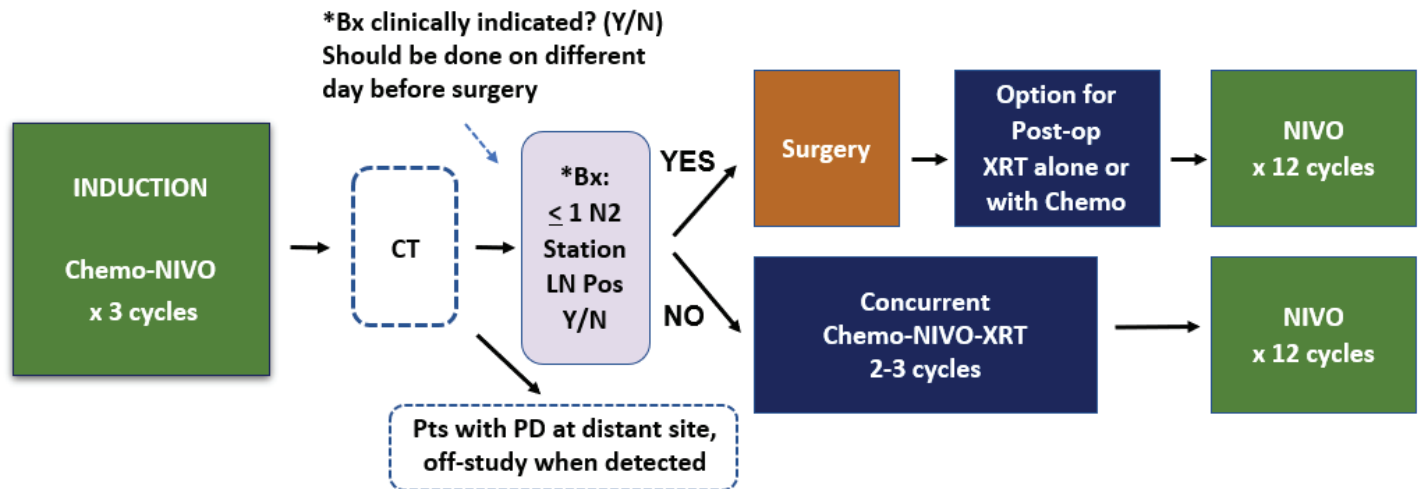 *Bx clinically indicated? (Y/N)
Should be done on different
day before surgery
INDUCTION
Chemo-NIVO
x 3 cycles
CT
*Bx:
≤ 1 N2
Station
LN Pos
Y/N
YES
NO
Surgery
Option for
Post-op
XRT alone or
with Chemo
NIVO
x 12 cycles
Concurrent
Chemo-NIVO-XRT
2-3 cycles
NIVO
x 12 cycles
Pts with PD at distant site,
off-study when detected